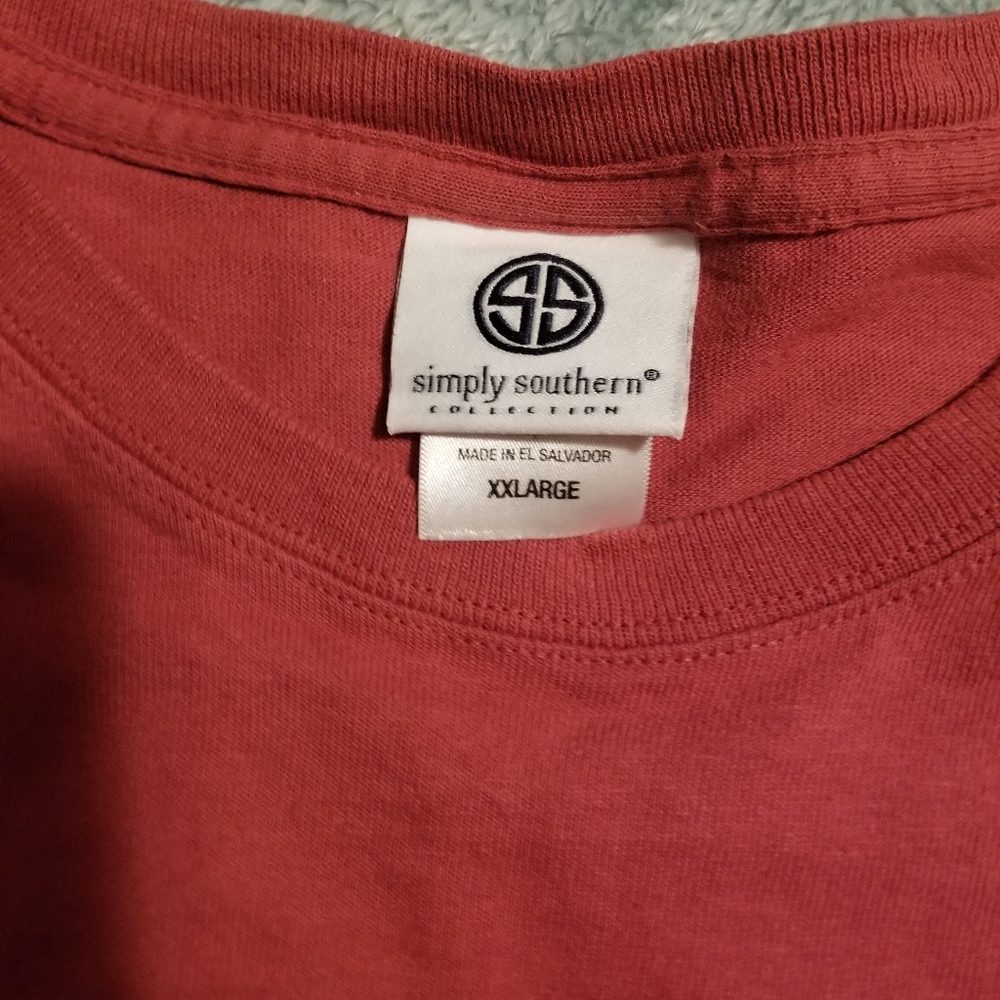 SS
simply southern®
COLLECTION
MADE IN EL SALVADOR
XXLARGE